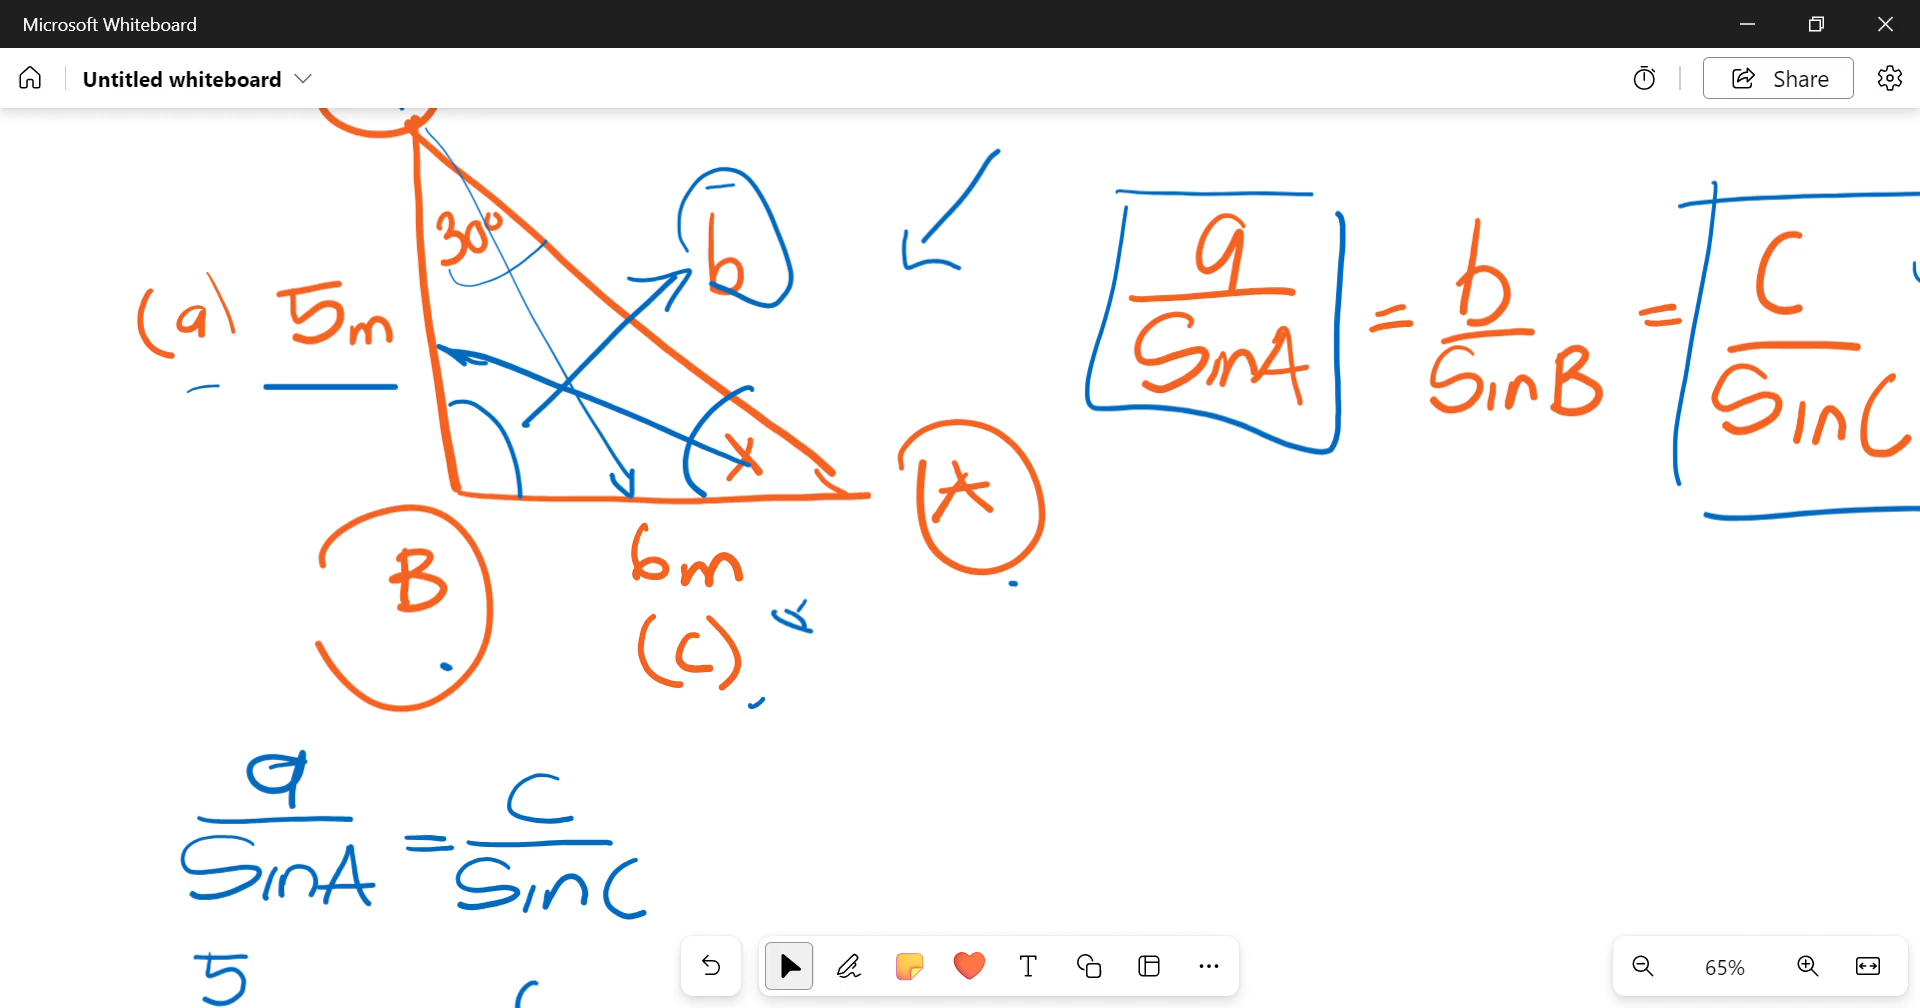 Microsoft Whiteboard
Untitled whiteboard
Share
30°
b
(a) 5m
a/SinA = b/SinB = C/SinC
x
A
B
6m
(c)
a/SinA = C/SinC
5
65%